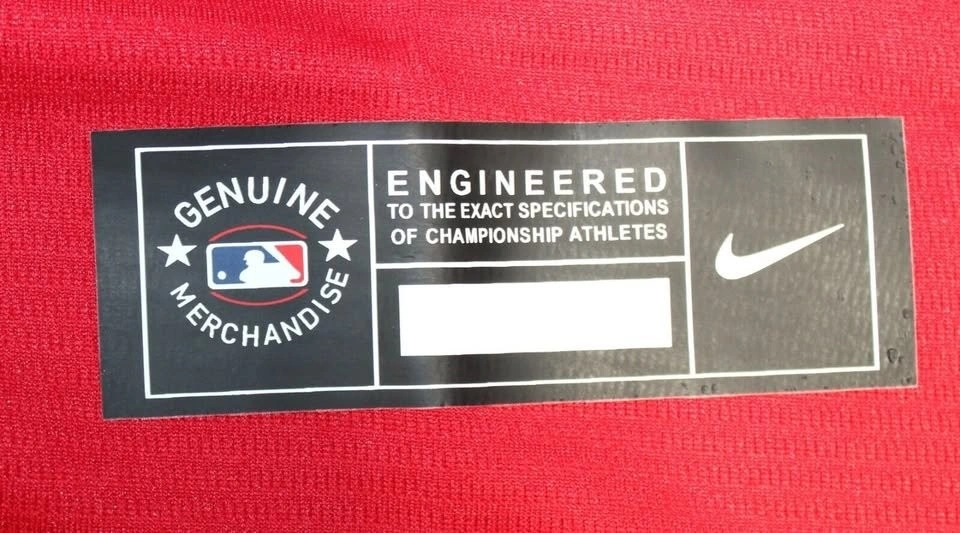 GENUINE
MERCHANDISE
ENGINEERED
TO THE EXACT SPECIFICATIONS
OF CHAMPIONSHIP ATHLETES